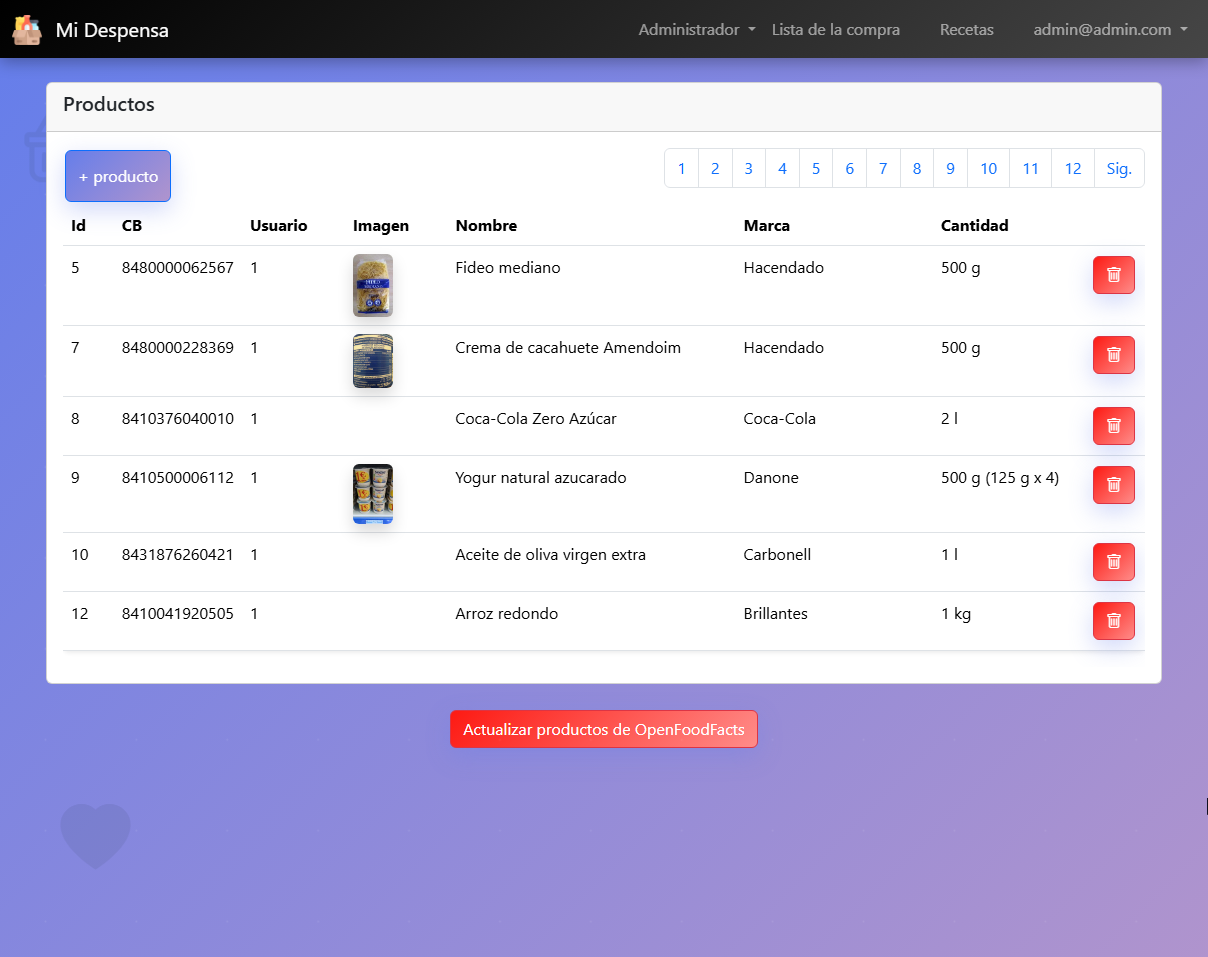 Mi Despensa Administrador Lista de la compra Recetas admin@admin.com
Productos
+ producto 1 2 3 4 5 6 7 8 9 10 11 12 Sig.
Id CB Usuario Imagen Nombre Marca Cantidad
5 8480000062567 1 Fideo mediano Hacendado 500 g
FIDEO
7 8480000228369 1 Crema de cacahuete Amendoim Hacendado 500 g
8 8410376040010 1 Coca-Cola Zero Azúcar Coca-Cola 2 l
9 8410500006112 1 Yogur natural azucarado Danone 500 g (125 g x 4)
10 8431876260421 1 Aceite de oliva virgen extra Carbonell 1 l
12 8410041920505 1 Arroz redondo Brillantes 1 kg
Actualizar productos de OpenFoodFacts